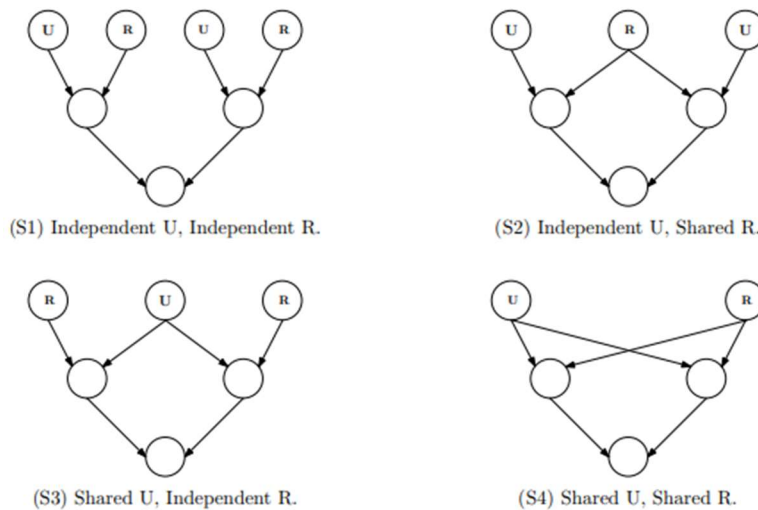 U R U R U R U
(S1) Independent U, Independent R. (S2) Independent U, Shared R.
R U R U R
(S3) Shared U, Independent R. (S4) Shared U, Shared R.